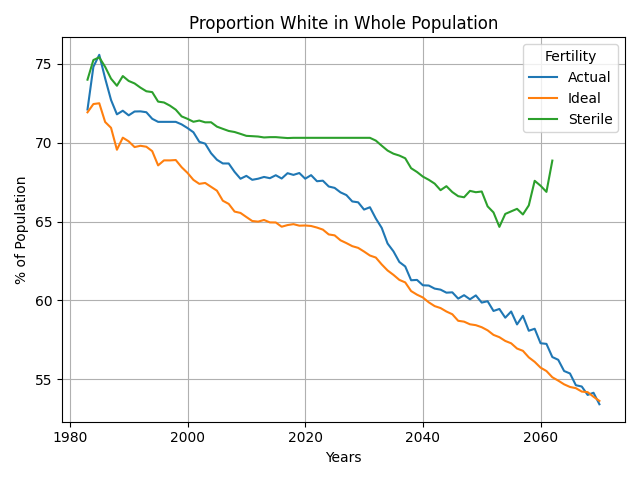 Proportion White in Whole Population
Fertility
Actual
Ideal
Sterile
% of Population
75
70
65
60
55
1980
2000
2020
2040
2060
Years